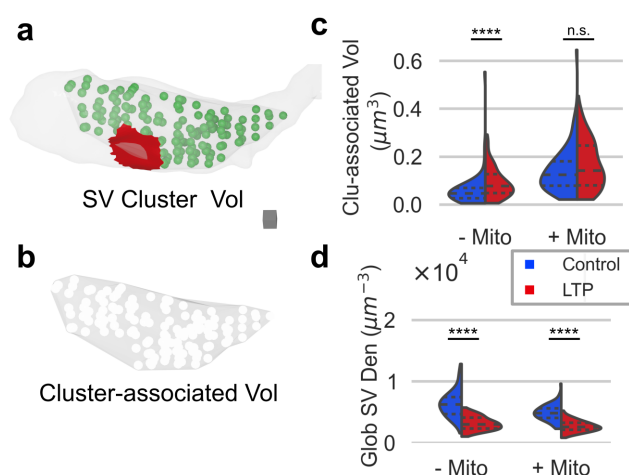 a
SV Cluster Vol
b
Cluster-associated Vol
c
Clu-associated Vol
(μm³)
**** n.s.
0.6
0.4
0.2
0.0
- Mito + Mito
d
×10⁴
Control
LTP
Glob SV Den (μm⁻³)
2
1
0
**** ****
- Mito + Mito